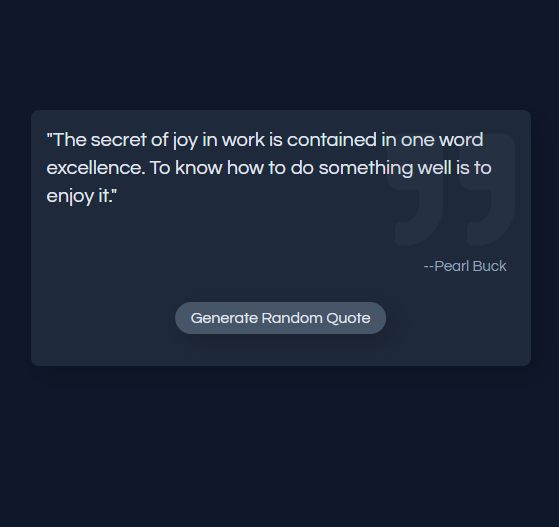 "The secret of joy in work is contained in one word
excellence. To know how to do something well is to
enjoy it."
--Pearl Buck
Generate Random Quote